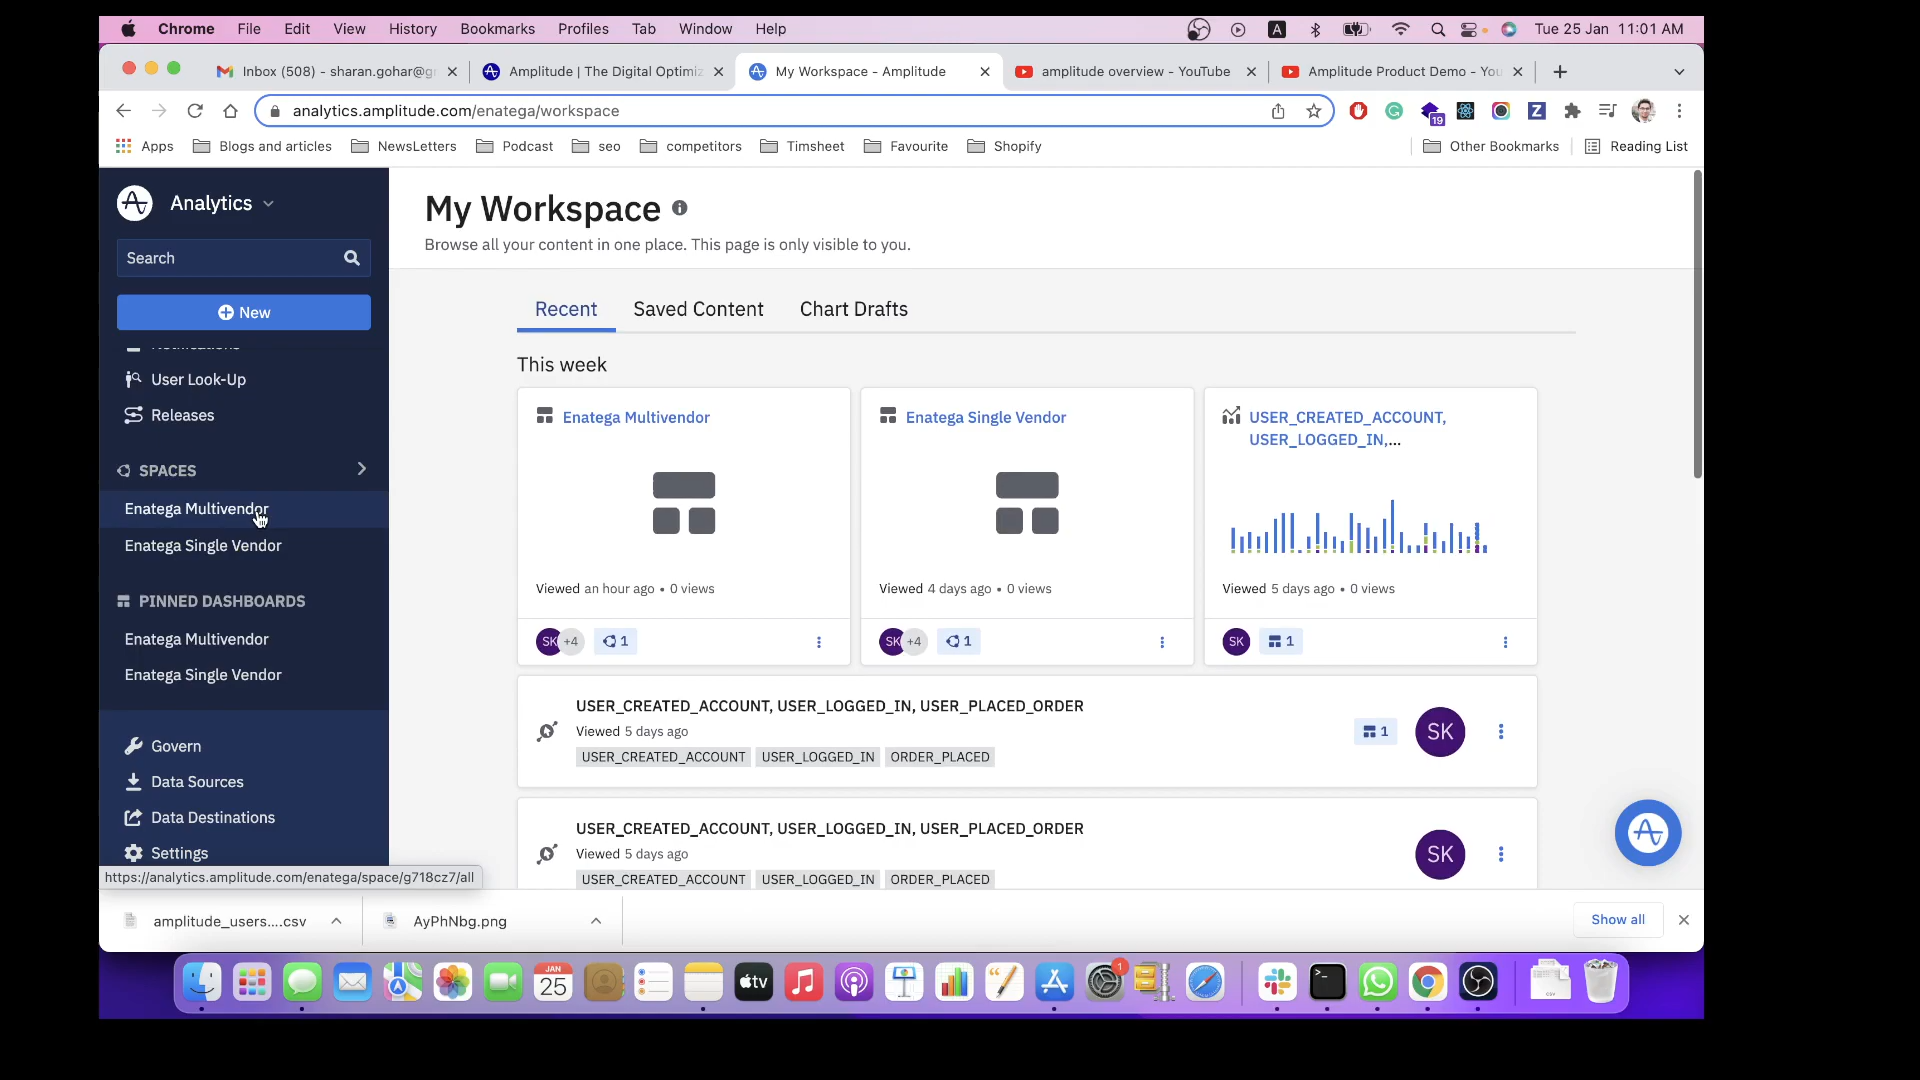 Chrome File Edit View History Bookmarks Profiles Tab Window Help
A
Tue 25 Jan 11:01 AM
Inbox (508) - sharan.gohar@gr
Amplitude | The Digital Optimiz
My Workspace - Amplitude
amplitude overview - YouTube
Amplitude Product Demo - You
analytics.amplitude.com/enatega/workspace
19
Z
Apps Blogs and articles NewsLetters Podcast seo competitors Timsheet Favourite Shopify
Other Bookmarks Reading List
Analytics
Search
New
User Look-Up
Releases
SPACES
Enatega Multivendor
Enatega Single Vendor
PINNED DASHBOARDS
Enatega Multivendor
Enatega Single Vendor
Govern
Data Sources
Data Destinations
Settings
https://analytics.amplitude.com/enatega/space/g718cz7/all
My Workspace
Browse all your content in one place. This page is only visible to you.
Recent Saved Content Chart Drafts
This week
Enatega Multivendor
Viewed an hour ago • 0 views
SK +4 1
Enatega Single Vendor
Viewed 4 days ago • 0 views
SK +4 1
USER_CREATED_ACCOUNT,
USER_LOGGED_IN,...
Viewed 5 days ago • 0 views
SK 1
USER_CREATED_ACCOUNT, USER_LOGGED_IN, USER_PLACED_ORDER
Viewed 5 days ago
USER_CREATED_ACCOUNT USER_LOGGED_IN ORDER_PLACED
1 SK
USER_CREATED_ACCOUNT, USER_LOGGED_IN, USER_PLACED_ORDER
Viewed 5 days ago
USER_CREATED_ACCOUNT USER_LOGGED_IN ORDER_PLACED
SK
amplitude_users....csv
AyPhNbg.png
Show all
JAN
25
tv
1
CSV